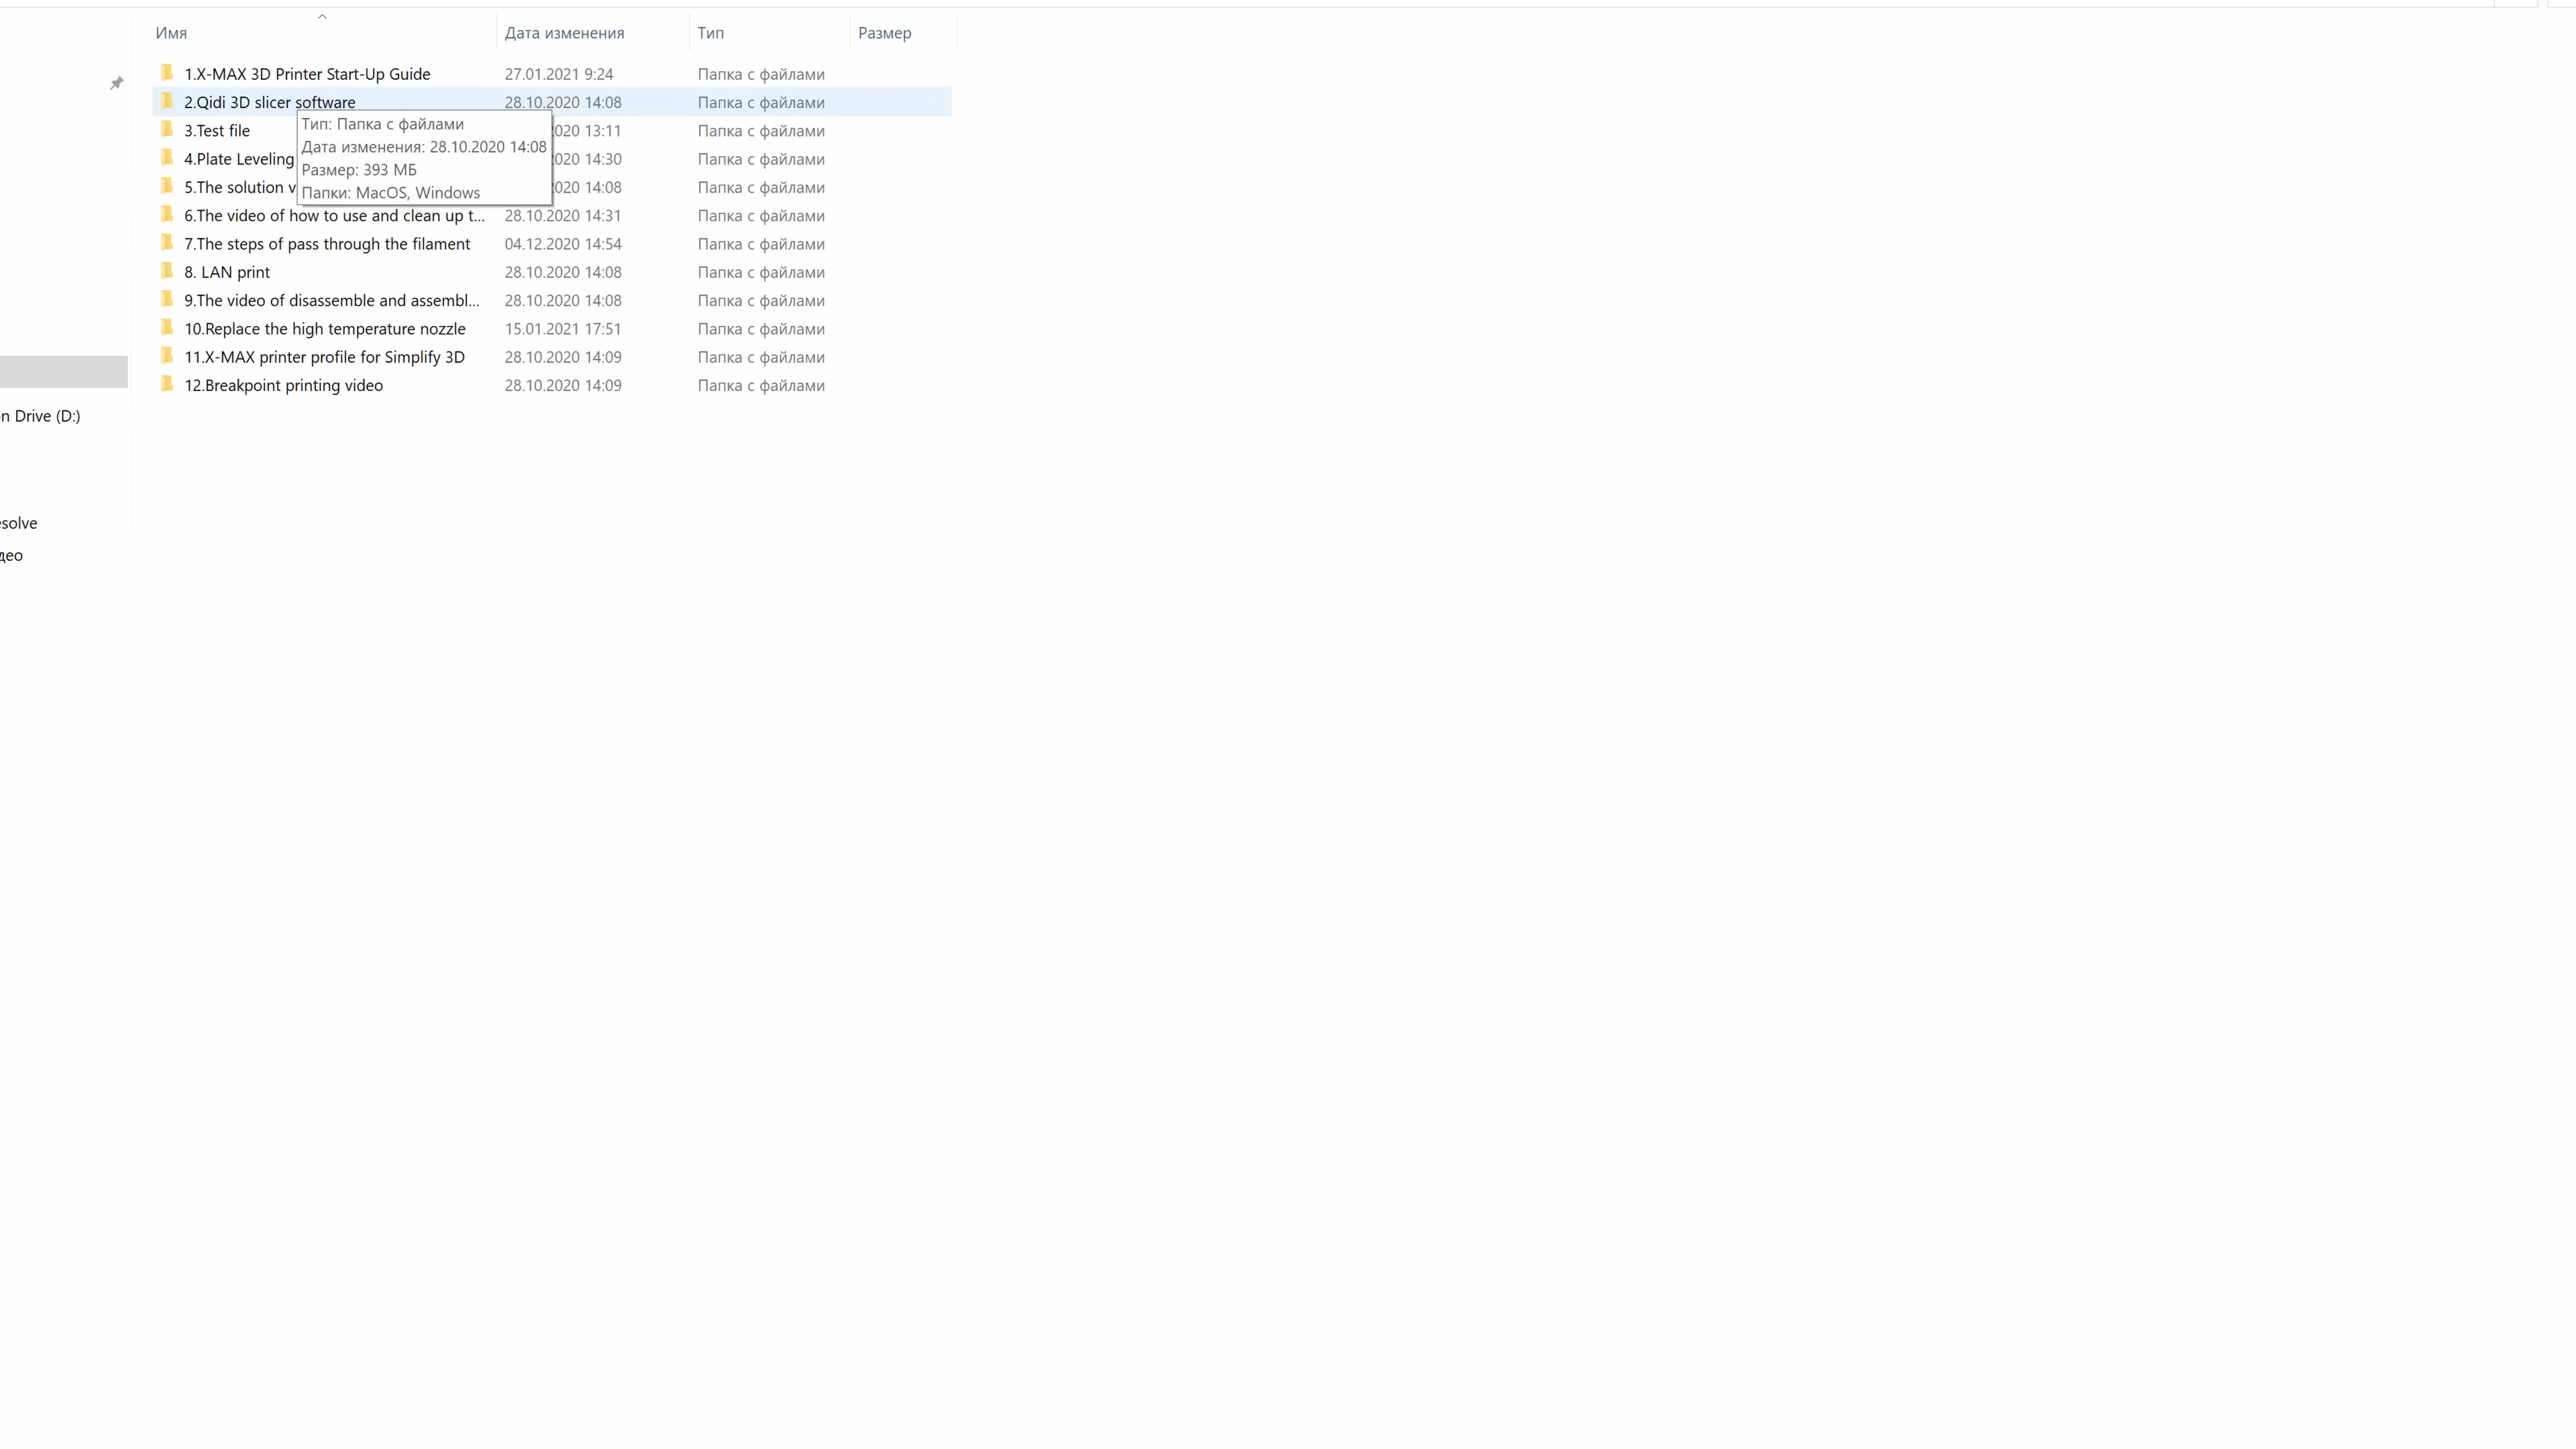 Имя Дата изменения Тип Размер
1.X-MAX 3D Printer Start-Up Guide 27.01.2021 9:24 Папка с файлами
2.Qidi 3D slicer software 28.10.2020 14:08 Папка с файлами
3.Test file 020 13:11 Папка с файлами
4.Plate Leveling 020 14:30 Папка с файлами
5.The solution v 020 14:08 Папка с файлами
Тип: Папка с файлами
Дата изменения: 28.10.2020 14:08
Размер: 393 МБ
Папки: MacOS, Windows
6.The video of how to use and clean up t... 28.10.2020 14:31 Папка с файлами
7.The steps of pass through the filament 04.12.2020 14:54 Папка с файлами
8. LAN print 28.10.2020 14:08 Папка с файлами
9.The video of disassemble and assembl... 28.10.2020 14:08 Папка с файлами
10.Replace the high temperature nozzle 15.01.2021 17:51 Папка с файлами
11.X-MAX printer profile for Simplify 3D 28.10.2020 14:09 Папка с файлами
12.Breakpoint printing video 28.10.2020 14:09 Папка с файлами
n Drive (D:)
esolve
део